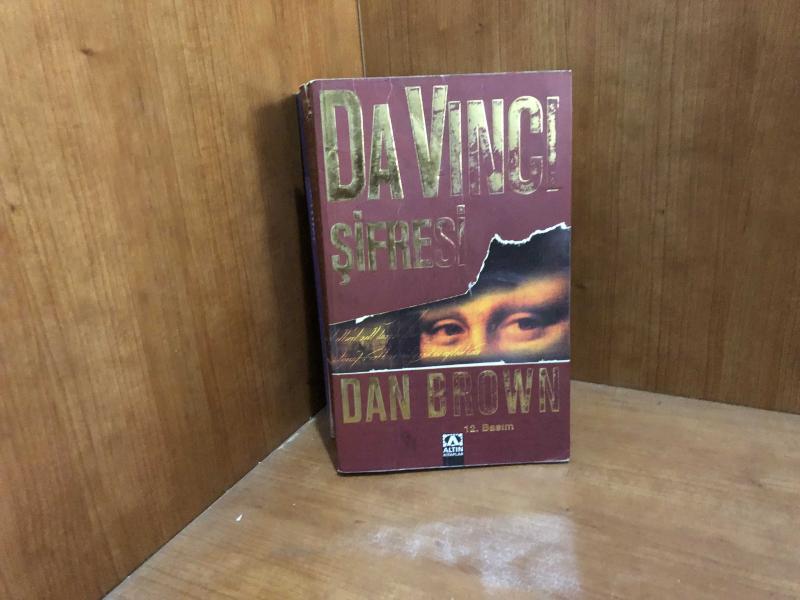 DA VINCI
ŞİFRESİ
DAN BROWN
12. Basım
ALTIN
KİTAPLAR